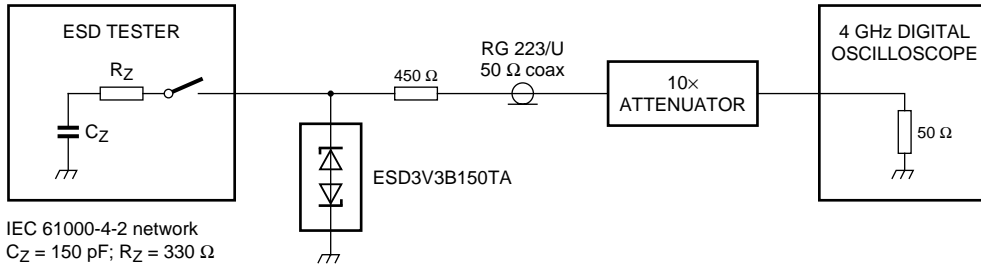 ESD TESTER
R_Z
C_Z
450 Ω
RG 223/U
50 Ω coax
10×
ATTENUATOR
4 GHz DIGITAL
OSCILLOSCOPE
50 Ω
ESD3V3B150TA
IEC 61000-4-2 network
C_Z = 150 pF; R_Z = 330 Ω